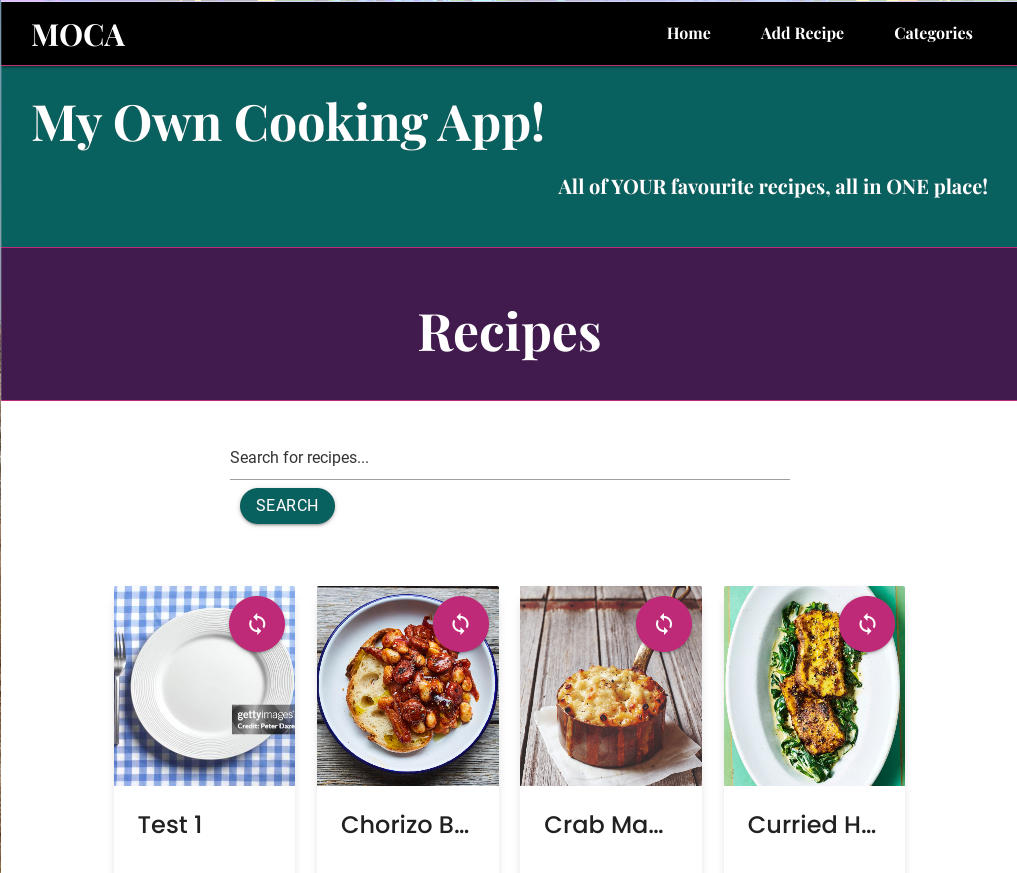 MOCA
Home
Add Recipe
Categories
My Own Cooking App!
All of YOUR favourite recipes, all in ONE place!
Recipes
Search for recipes...
SEARCH
gettyimages
Credit: Peter Daze
Test 1
Chorizo B...
Crab Ma...
Curried H...